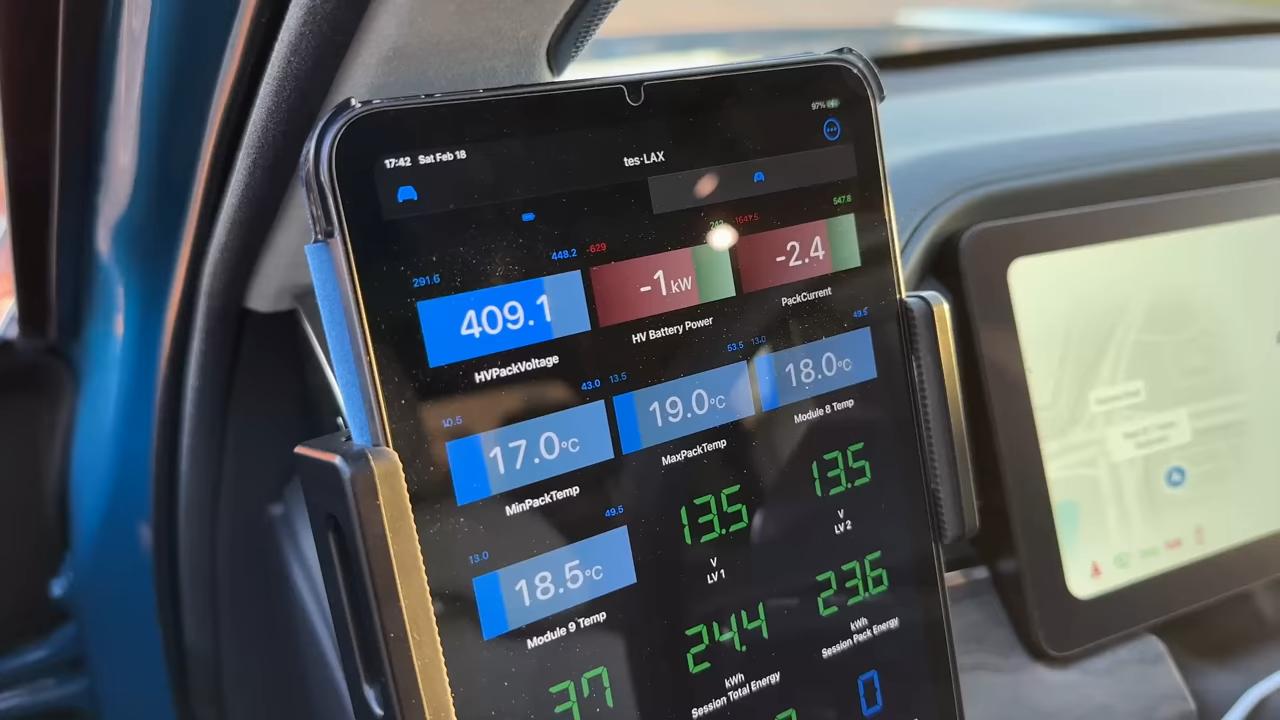 17:42 Sat Feb 18
97%
tes·LAX
291.6 448.2
409.1
HVPackVoltage
-629 242
-1 kW
HV Battery Power
-1647.5 547.8
-2.4
PackCurrent
10.5 43.0
17.0°C
MinPackTemp
13.5 53.5
19.0°C
MaxPackTemp
13.0 49.5
18.0°C
Module 8 Temp
13.0 49.5
18.5°C
Module 9 Temp
13.5
V
LV 1
13.5
V
LV 2
24.4
kWh
Session Total Energy
23.6
kWh
Session Pack Energy
37
0